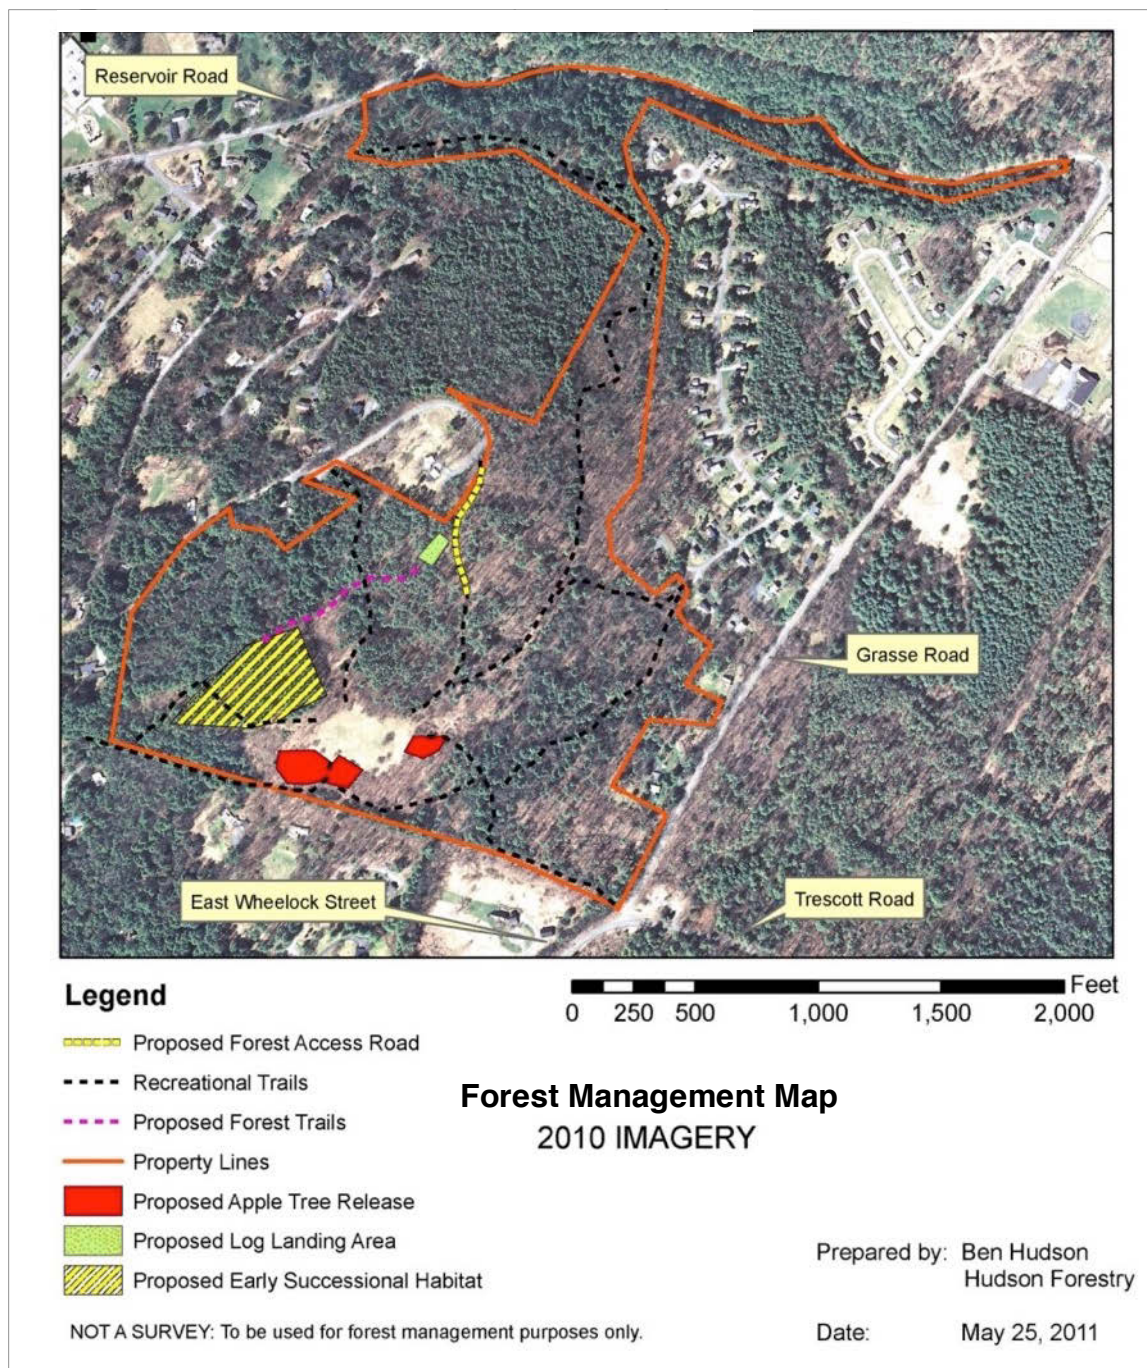 Reservoir Road
Grasse Road
East Wheelock Street
Trescott Road
Legend
Feet
0 250 500 1,000 1,500 2,000
Proposed Forest Access Road
Recreational Trails
Proposed Forest Trails
Property Lines
Proposed Apple Tree Release
Proposed Log Landing Area
Proposed Early Successional Habitat
Forest Management Map
2010 IMAGERY
Prepared by: Ben Hudson
Hudson Forestry
NOT A SURVEY: To be used for forest management purposes only.
Date: May 25, 2011